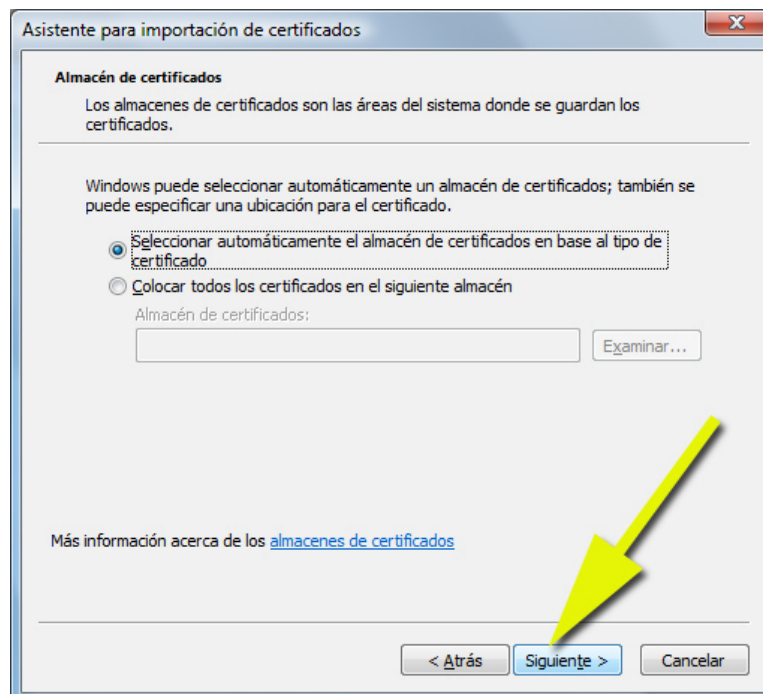 Asistente para importación de certificados
Almacén de certificados
Los almacenes de certificados son las áreas del sistema donde se guardan los
certificados.
Windows puede seleccionar automáticamente un almacén de certificados; también se
puede especificar una ubicación para el certificado.
Seleccionar automáticamente el almacén de certificados en base al tipo de
certificado
Colocar todos los certificados en el siguiente almacén
Almacén de certificados:
Examinar...
Más información acerca de los almacenes de certificados
< Atrás Siguiente > Cancelar